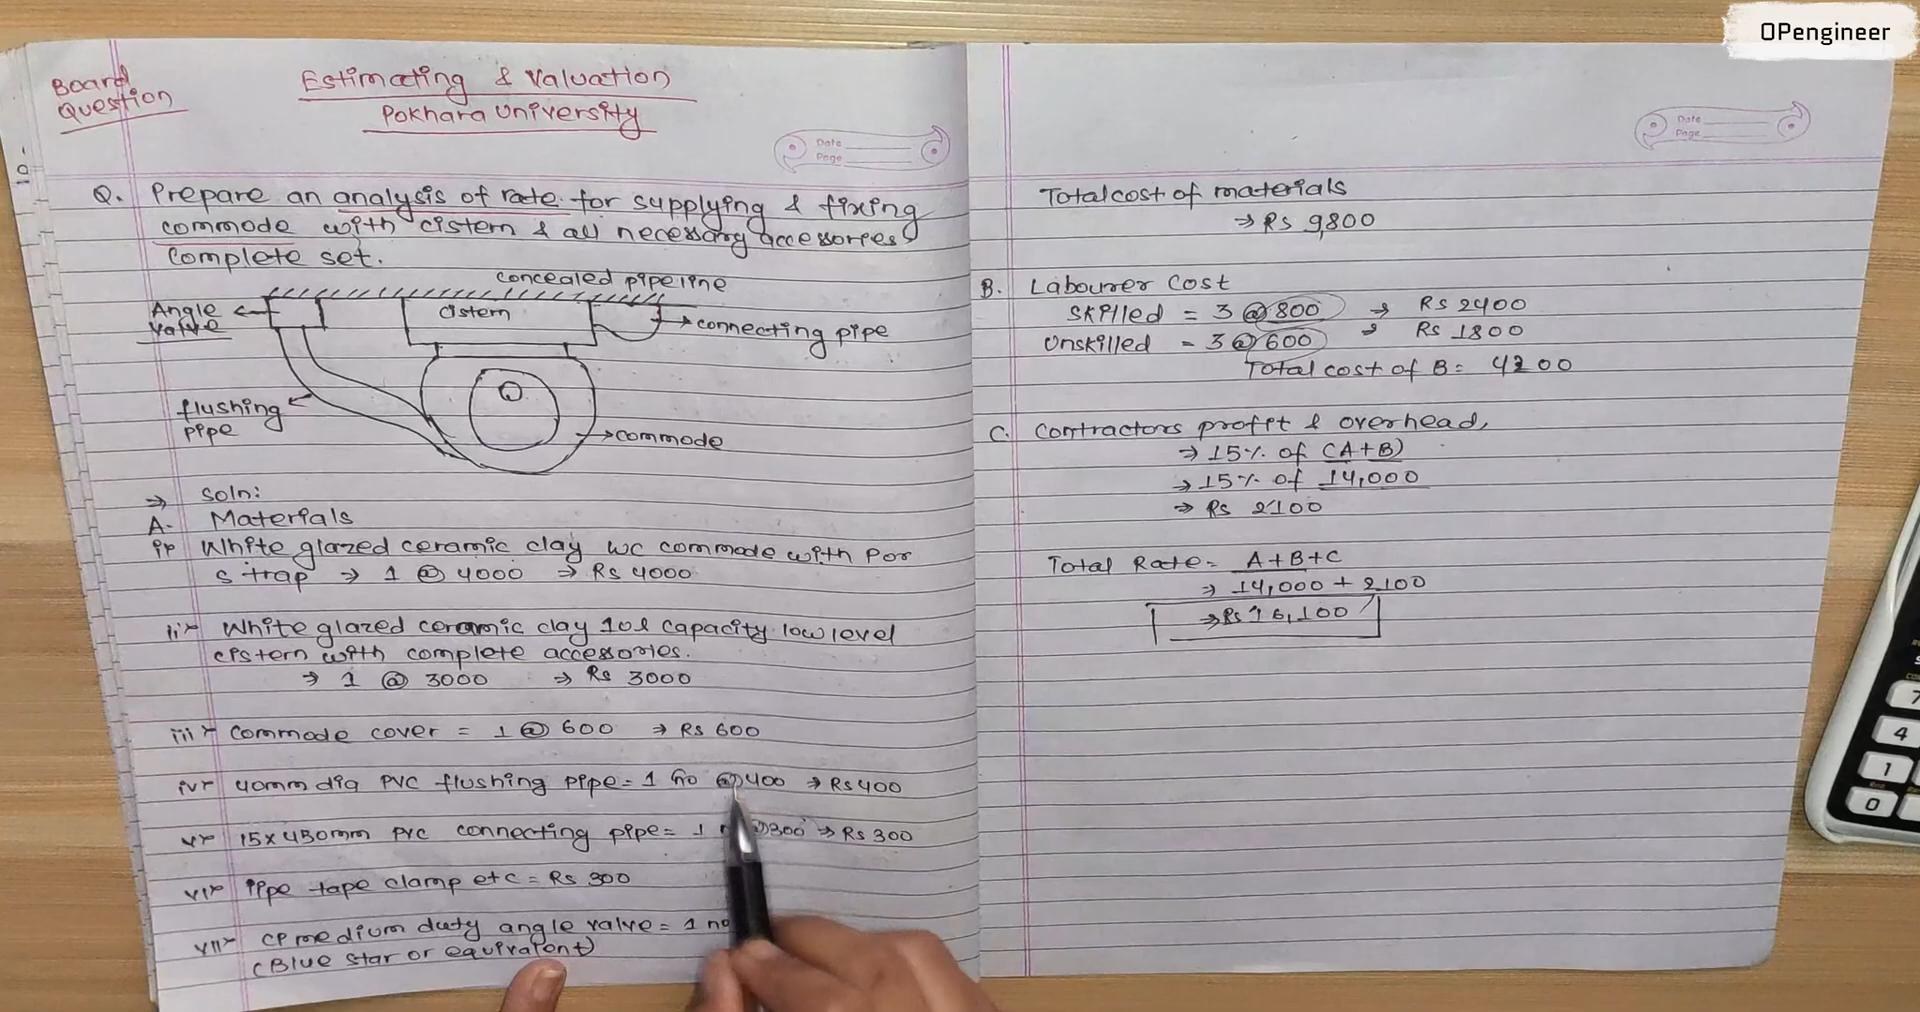 OPengineer
Board
Question
Estimating & Valuation
Pokhara University
Date
Page
Q. Prepare an analysis of rate for supplying & fixing
commode with cistern & all necessary accessories
complete set.
concealed pipeline
Angle
valve
cistern
connecting pipe
flushing
pipe
commode
⇒ Soln:
A. Materials
i> White glazed ceramic clay wc commode with P or
s trap → 1 @ 4000 → Rs 4000
ii> White glazed ceramic clay 10l capacity low level
cistern with complete accessories.
→ 1 @ 3000 → Rs 3000
iii> Commode cover = 1 @ 600 → Rs 600
iv> 40mm dia PVC flushing pipe = 1 no @ 400 → Rs 400
v> 15x450mm PVC connecting pipe = 1 @300 → Rs 300
vi> Pipe tape clamp etc = Rs 300
vii> CP medium duty angle valve = 1 no
(Blue star or equivalent)
Date
Page
Total cost of materials
→ Rs 9,800
B. Labourer cost
Skilled = 3 @ 800 → Rs 2400
Unskilled = 3 @ 600 → Rs 1800
Total cost of B = 4200
C. Contractors profit & overhead,
→ 15% of (A+B)
→ 15% of 14,000
→ Rs 2100
Total Rate = A+B+C
→ 14,000 + 2100
→ Rs 16,100
7
4
1
0